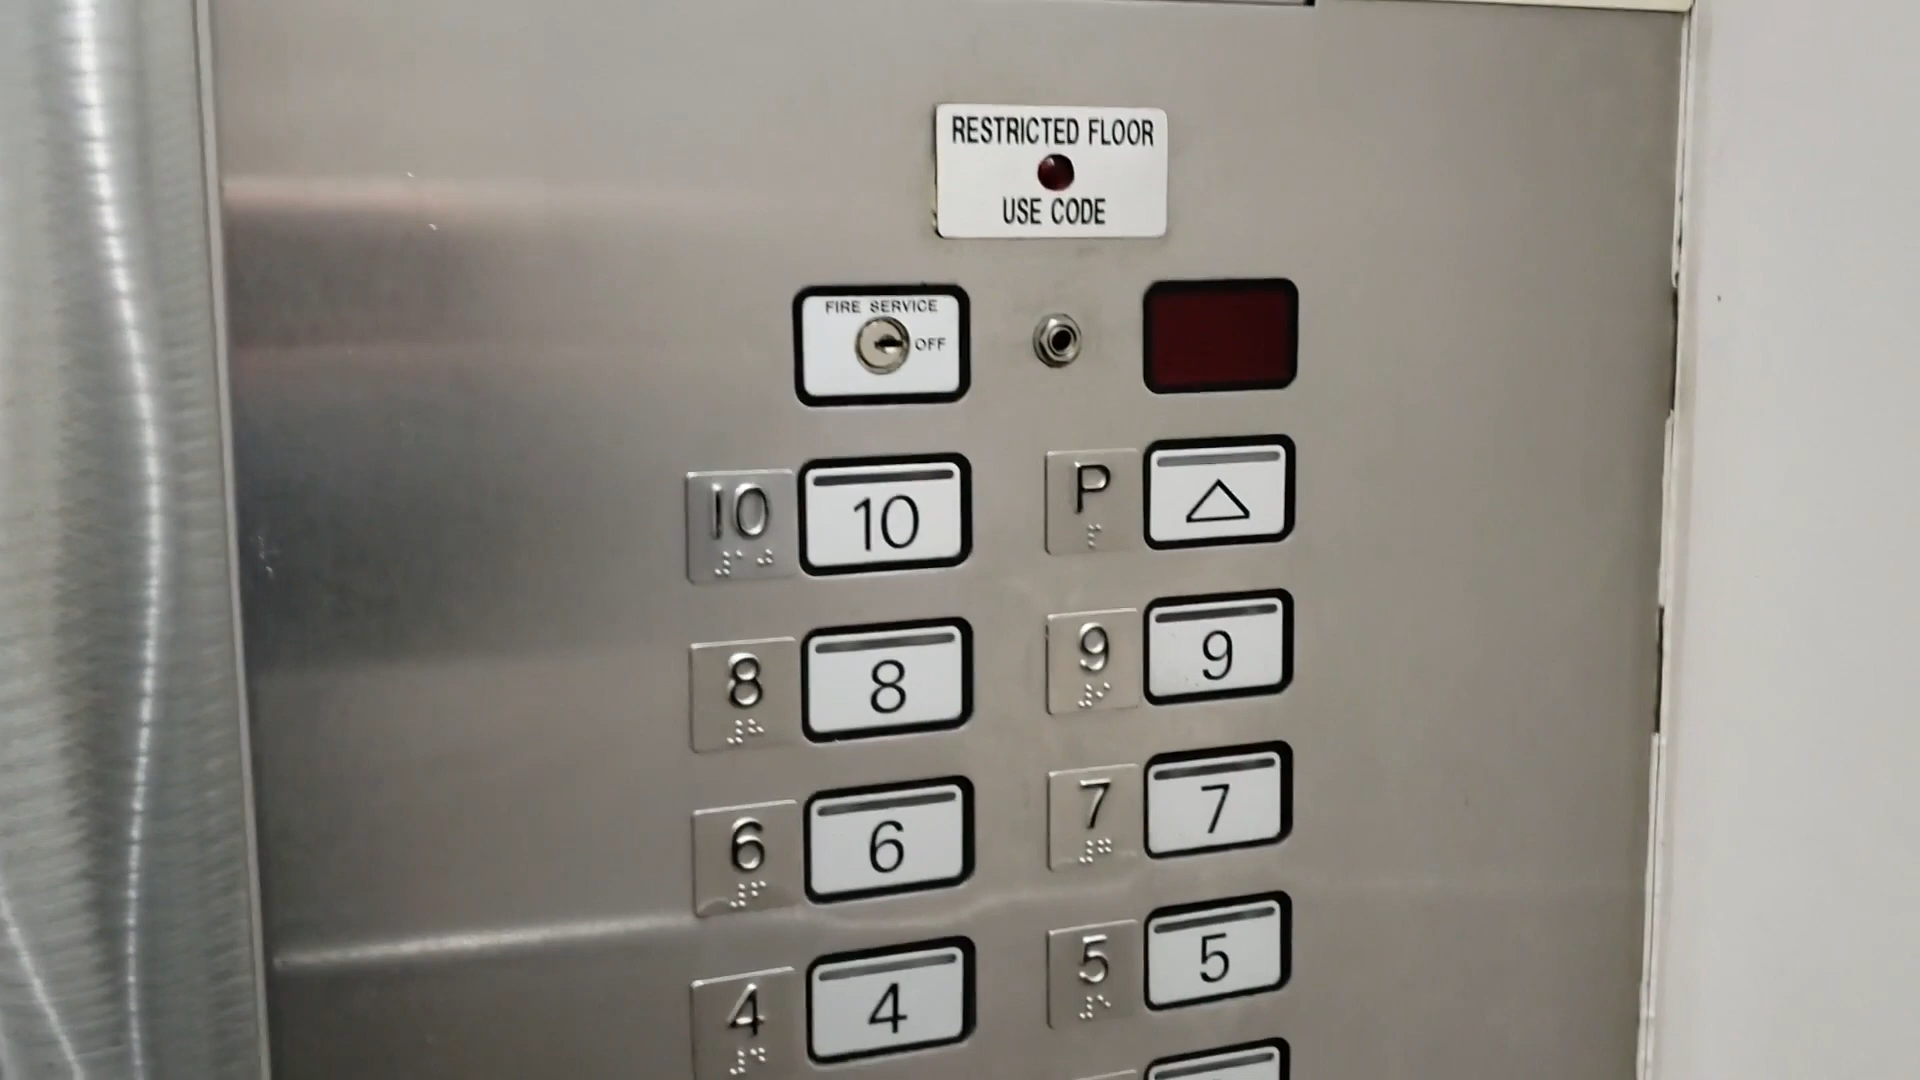 RESTRICTED FLOOR
USE CODE
FIRE SERVICE
OFF
10 10 P
8 8 9 9
6 6 7 7
4 4 5 5